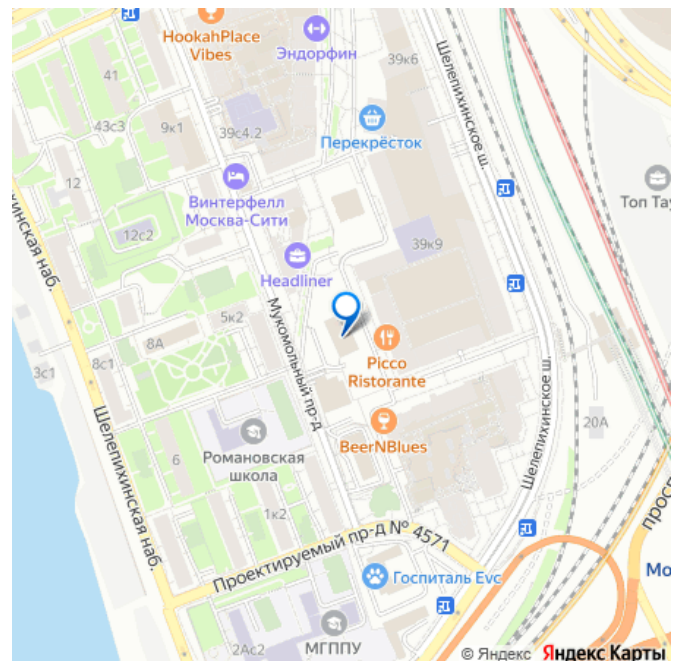 HookahPlace
Vibes
Эндорфин
39к6
Шелепихинское ш.
41
43с3
9к1
39с4.2
Перекрёсток
12
Винтерфелл
Москва-Сити
Топ Тау
12с2
39к9
Headliner
Шелепихинская наб.
5к2
Мукомольный пр-д
8А
8с1
3с1
Picco
Ristorante
Шелепихинское ш.
BeerNBlues
20А
Романовская
школа
6
1к2
Проектируемый пр-д № 4571
Госпиталь Evc
2Ас2
МГППУ
© Яндекс Яндекс Карты